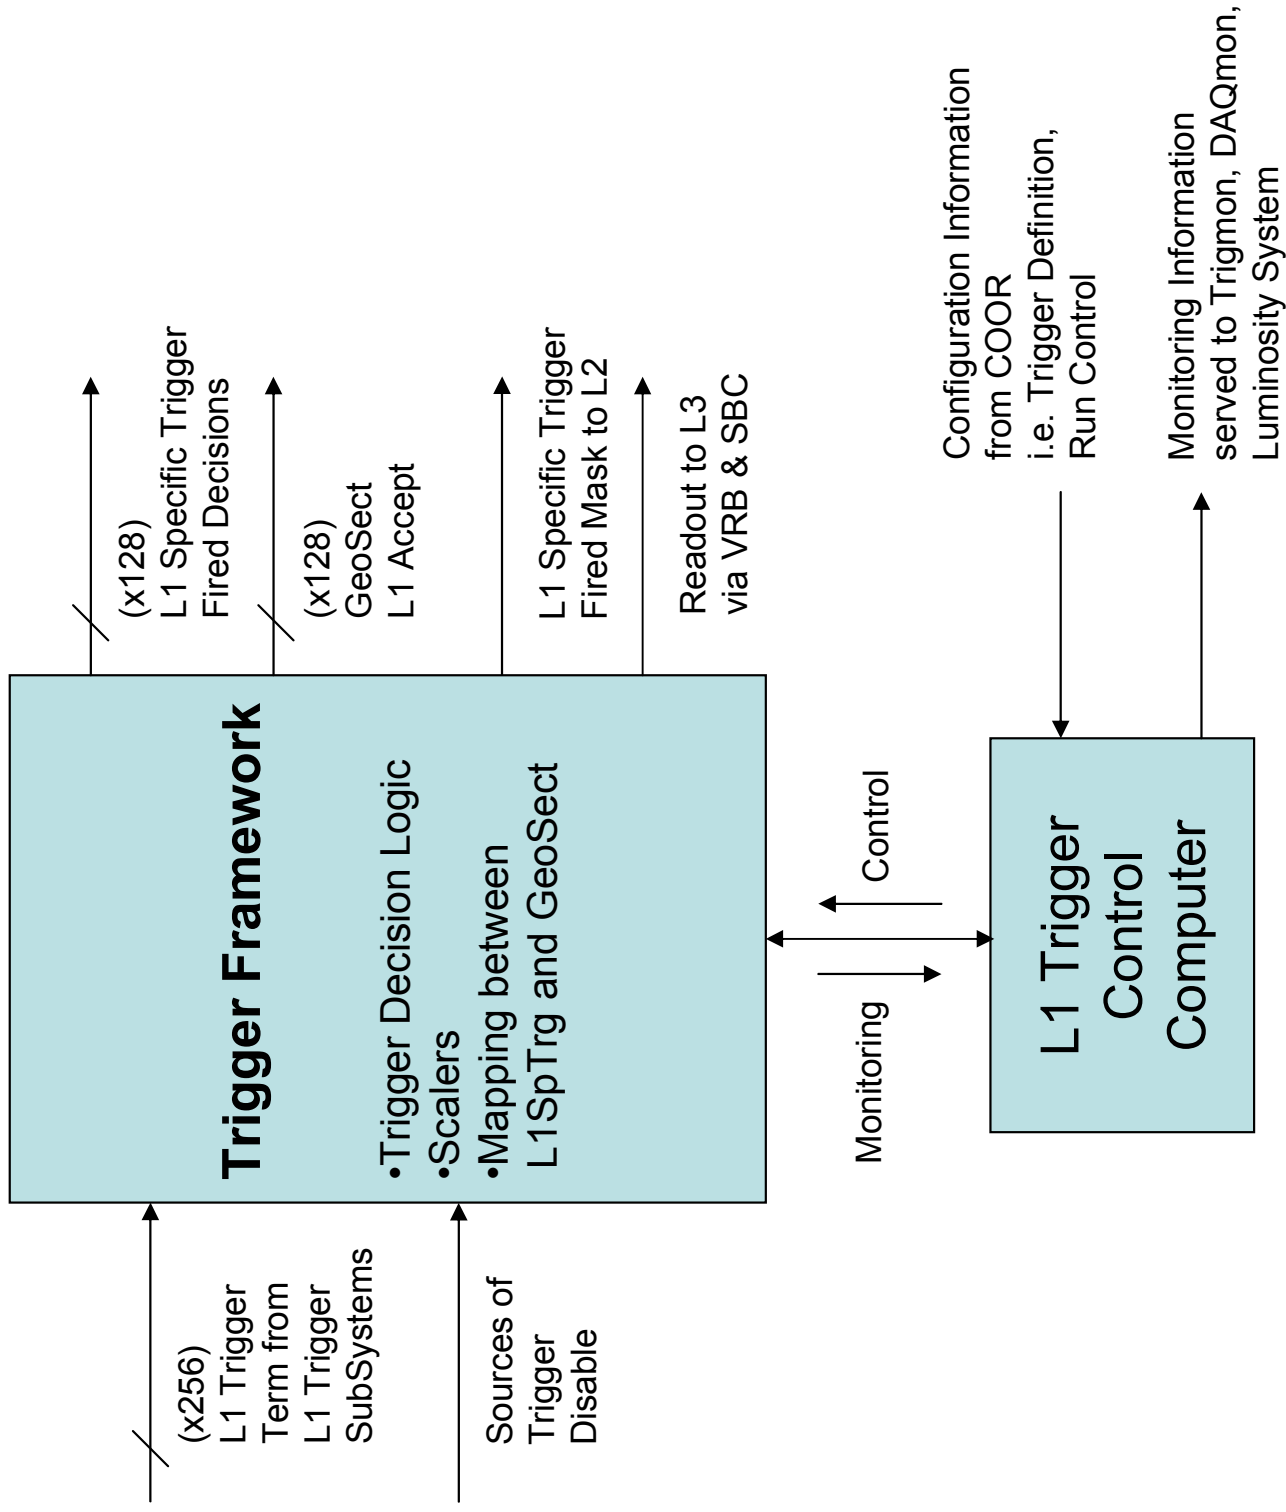 (x256)
L1 Trigger
Term from
L1 Trigger
SubSystems
Sources of
Trigger
Disable
Trigger Framework
•Trigger Decision Logic
•Scalers
•Mapping between
L1SpTrg and GeoSect
(x128)
L1 Specific Trigger
Fired Decisions
(x128)
GeoSect
L1 Accept
L1 Specific Trigger
Fired Mask to L2
Readout to L3
via VRB & SBC
Monitoring
Control
L1 Trigger
Control
Computer
Configuration Information
from COOR
i.e. Trigger Definition,
Run Control
Monitoring Information
served to Trigmon, DAQmon,
Luminosity System